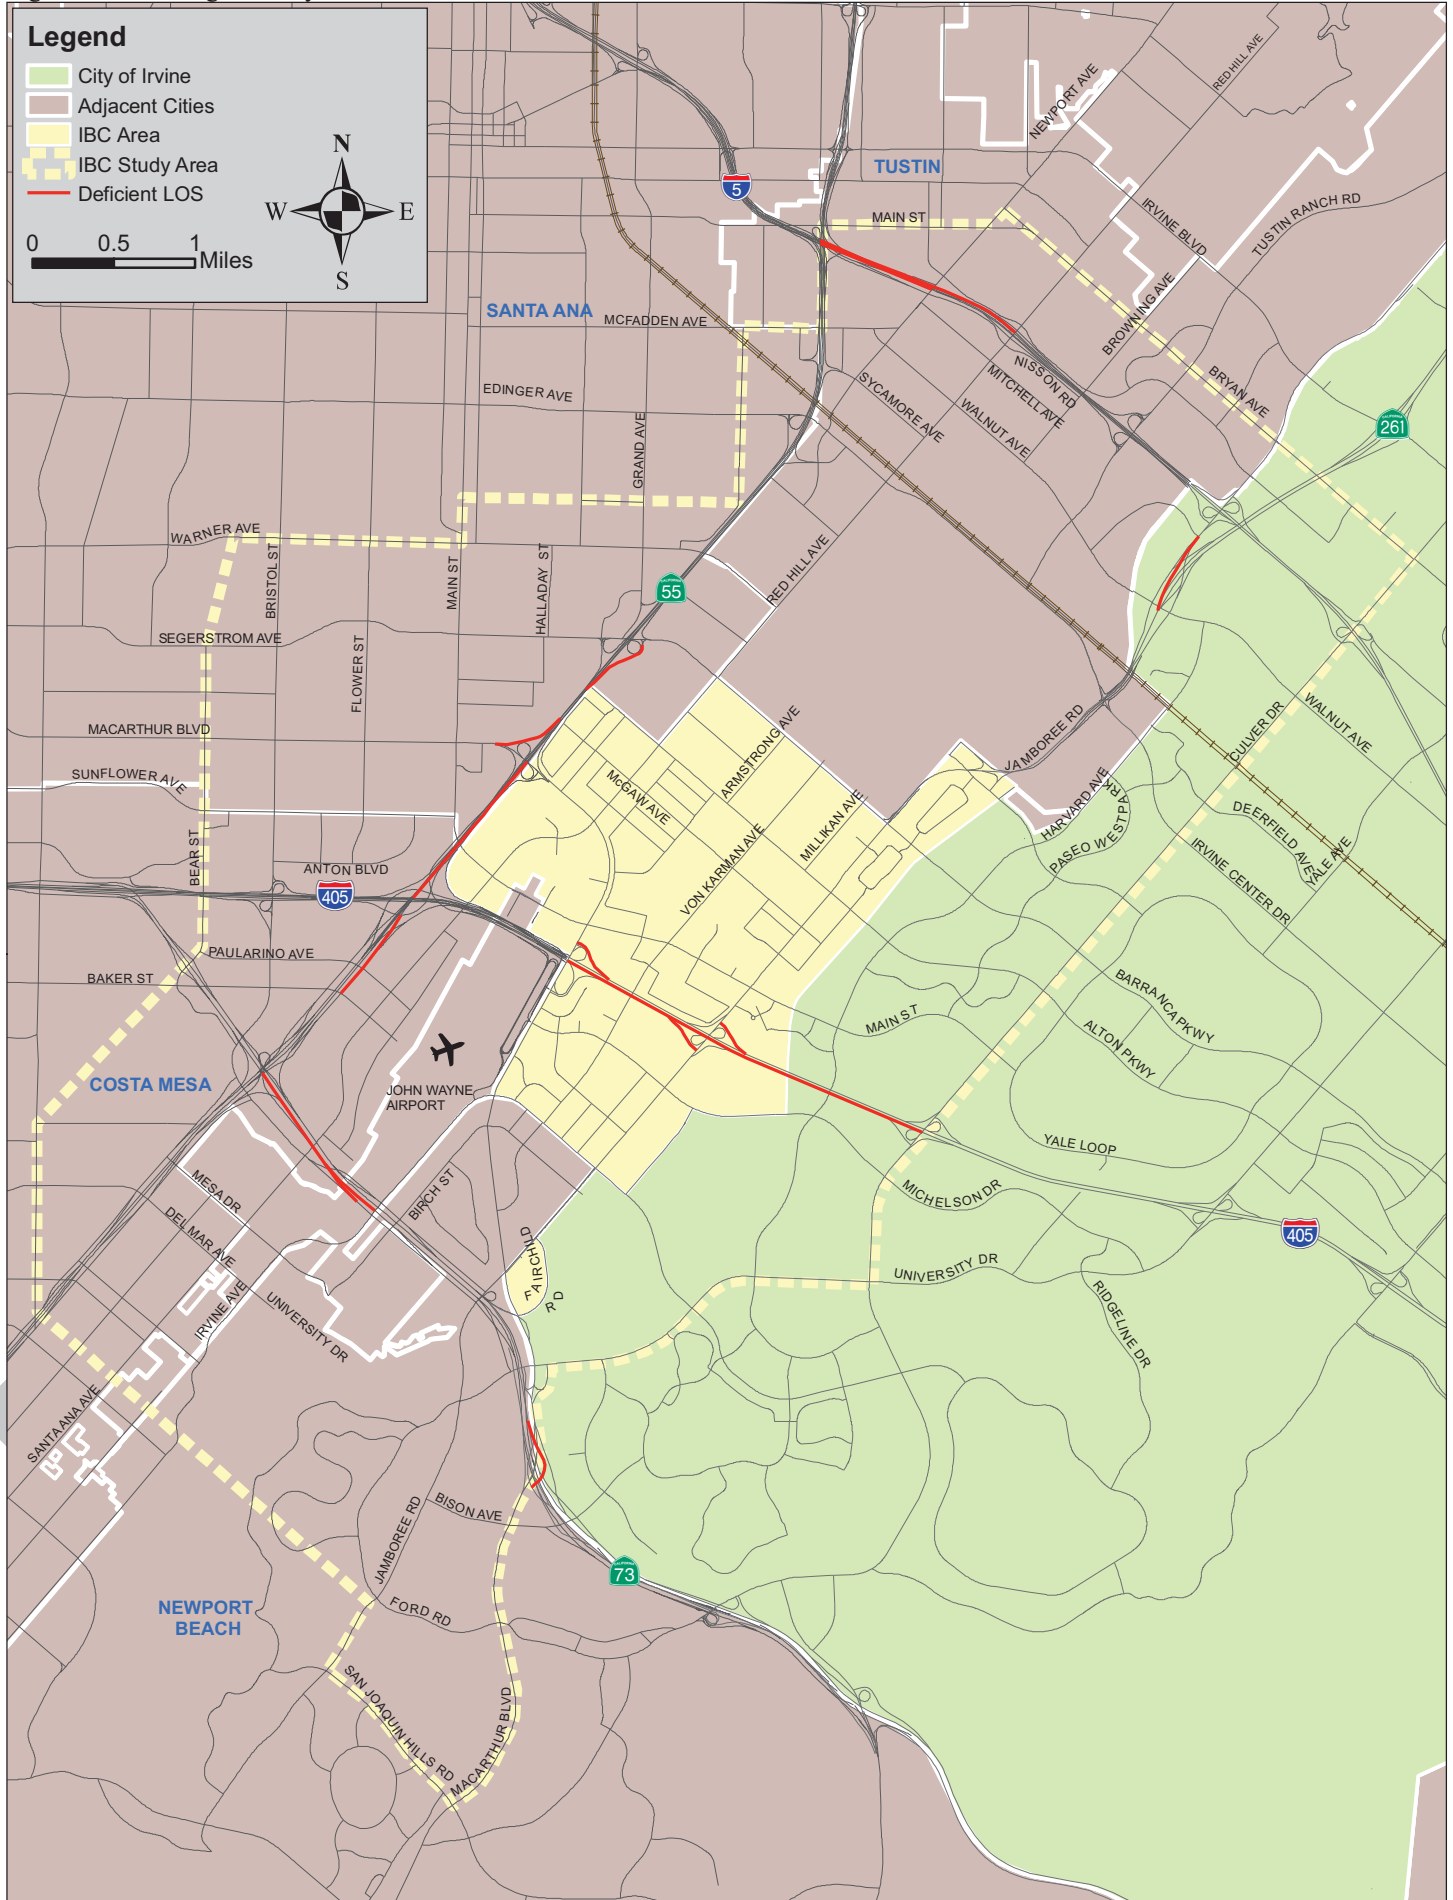 Legend
City of Irvine
Adjacent Cities
IBC Area
IBC Study Area
Deficient LOS
N
W
E
S
0
0.5
1
Miles
NEWPORT AVE
RED HILL AVE
TUSTIN
5
MAIN ST
IRVINE BLVD
TUSTIN RANCH RD
SANTA ANA
MCFADDEN AVE
BROWNING AVE
EDINGER AVE
NISSON RD
MITCHELL AVE
SYCAMORE AVE
WALNUT AVE
BRYAN AVE
CALIFORNIA
261
GRAND AVE
WARNER AVE
BRISTOL ST
MAIN ST
HALLADAY ST
RED HILL AVE
CALIFORNIA
55
SEGERSTROM AVE
FLOWER ST
MACARTHUR BLVD
SUNFLOWER AVE
ARMSTRONG AVE
McGAW AVE
JAMBOREE RD
CULVER DR
WALNUT AVE
HARVARD AVE
PASEO WESTPARK
DEERFIELD AVE
YALE AVE
IRVINE CENTER DR
MILLIKAN AVE
VON KARMAN AVE
BEAR ST
ANTON BLVD
405
PAULARINO AVE
BAKER ST
MAIN ST
BARRANCA PKWY
ALTON PKWY
COSTA MESA
JOHN WAYNE
AIRPORT
YALE LOOP
MICHELSON DR
405
MESA DR
BIRCH ST
DEL MAR AVE
FAIRCHILD
RD
UNIVERSITY DR
IRVINE AVE
UNIVERSITY DR
RIDGELINE DR
SANTA ANA AVE
BISON AVE
JAMBOREE RD
CALIFORNIA
73
NEWPORT
BEACH
FORD RD
SAN JOAQUIN HILLS RD
MACARTHUR BLVD